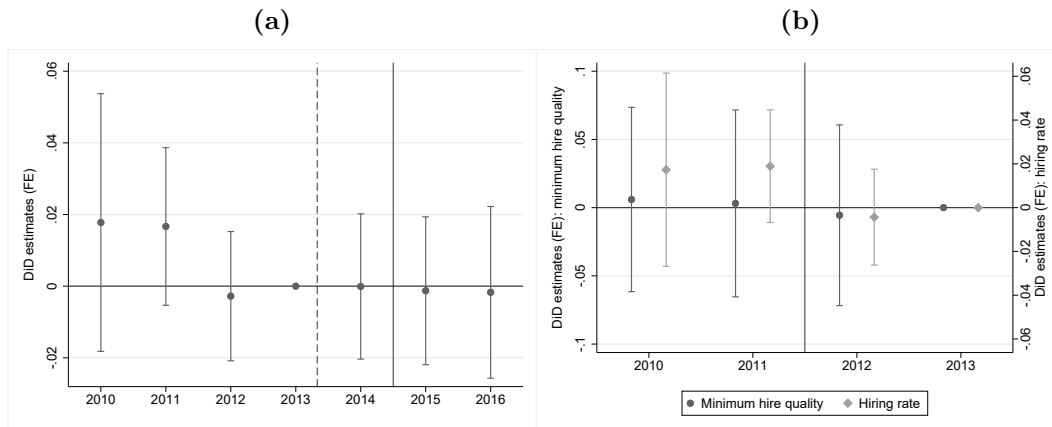 (a)
DiD estimates (FE)
.06
.04
.02
0
-.02
2010 2011 2012 2013 2014 2015 2016
(b)
DiD estimates (FE): minimum hire quality
.1
.05
0
-.05
-.1
DiD estimates (FE): hiring rate
.06
.04
.02
0
-.02
-.04
-.06
2010 2011 2012 2013
Minimum hire quality Hiring rate